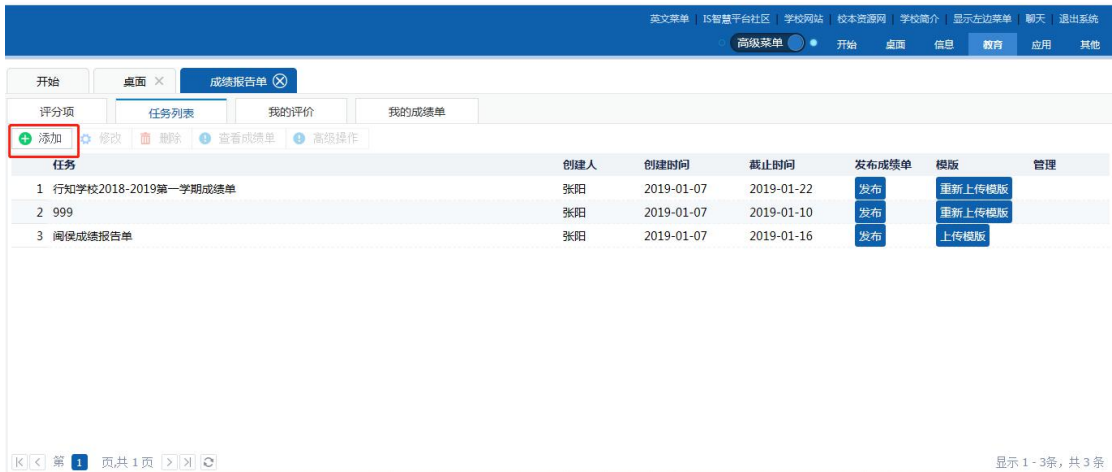 英文菜单 | IS智慧平台社区 | 学校网站 | 校本资源网 | 学校简介 | 显示左边菜单 | 聊天 | 退出系统
高级菜单 开始 桌面 信息 教育 应用 其他
开始 桌面 成绩报告单
评分项 任务列表 我的评价 我的成绩单
添加 修改 删除 查看成绩单 高级操作
任务 创建人 创建时间 截止时间 发布成绩单 模版 管理
1 行知学校2018-2019第一学期成绩单 张阳 2019-01-07 2019-01-22 发布 重新上传模版
2 999 张阳 2019-01-07 2019-01-10 发布 重新上传模版
3 闽侯成绩报告单 张阳 2019-01-07 2019-01-16 发布 上传模版
第 1 页,共 1 页 显示 1 - 3条，共 3 条